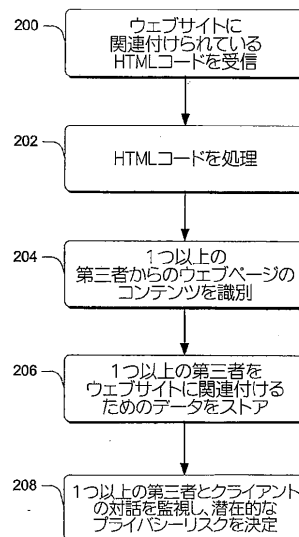 200
ウェブサイトに
関連付けられている
HTMLコードを受信
202
HTMLコードを処理
204
1つ以上の
第三者からのウェブページの
コンテンツを識別
206
1つ以上の第三者を
ウェブサイトに関連付ける
ためのデータをストア
208
1つ以上の第三者とクライアント
の対話を監視し、潜在的な
プライバシーリスクを決定